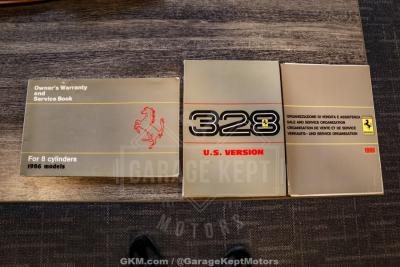 Owner's Warranty
and
Service Book
For 8 cylinders
1986 models
328
U.S. VERSION
ORGANIZZAZIONE DI VENDITA E ASSISTENZA
SALE AND SERVICE ORGANISATION
ORGANISATION DE VENTE ET DE SERVICE
VERKAUFS- UND SERVICE ORGANISATION
1986
GARAGE KEPT
MOTORS
GKM.com / @GarageKeptMotors